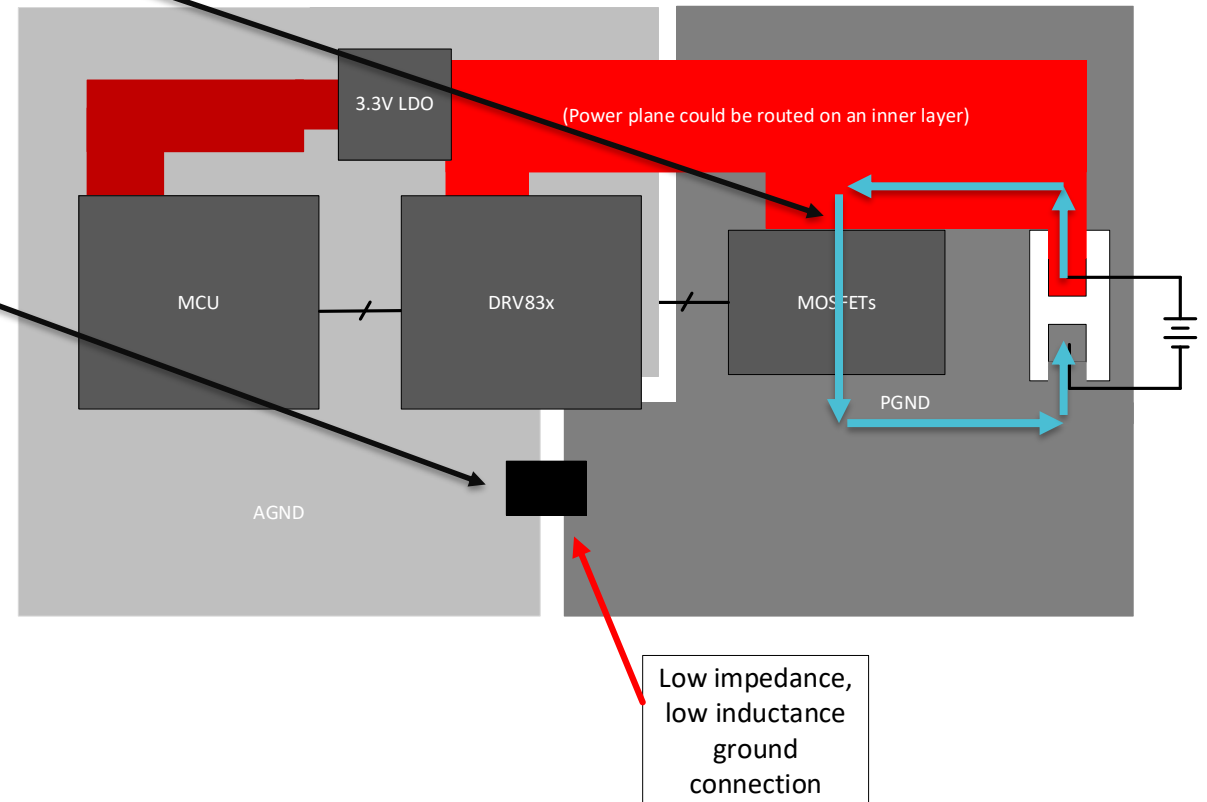 3.3V LDO
(Power plane could be routed on an inner layer)
MCU
DRV83x
MOSFETs
PGND
AGND
Low impedance,
low inductance
ground
connection